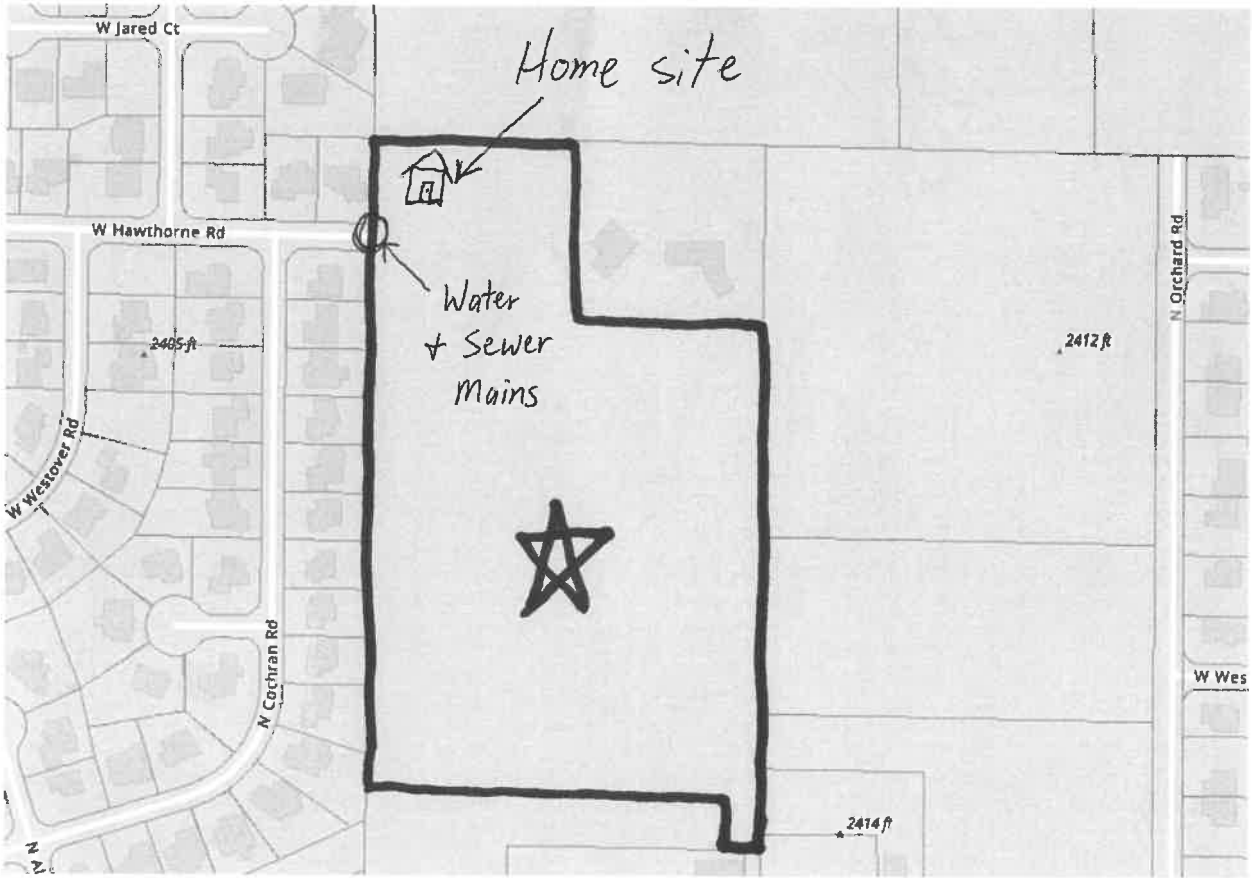 W Jared Ct
Home site
W Hawthorne Rd
N Orchard Rd
Water
+ Sewer
Mains
2405 ft
2412 ft
W Westover Rd
N Cochran Rd
W Wes
2414 ft